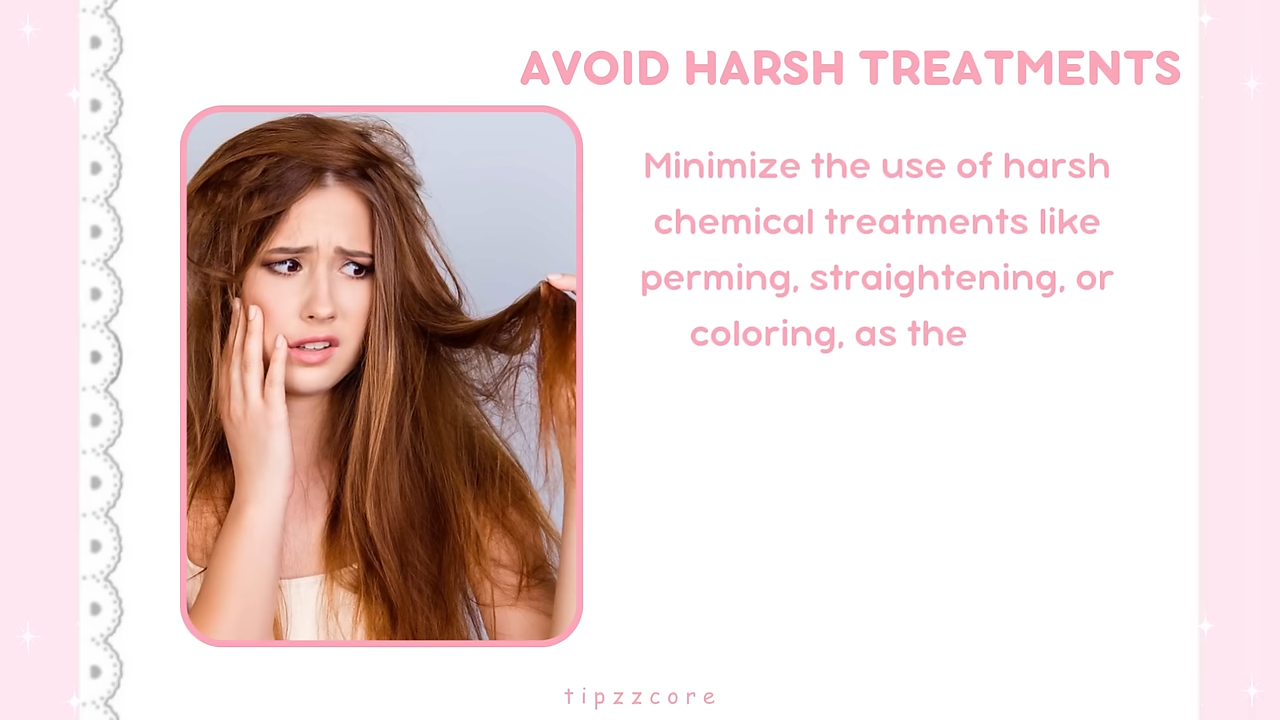 AVOID HARSH TREATMENTS
Minimize the use of harsh
chemical treatments like
perming, straightening, or
coloring, as the
tipzzcore